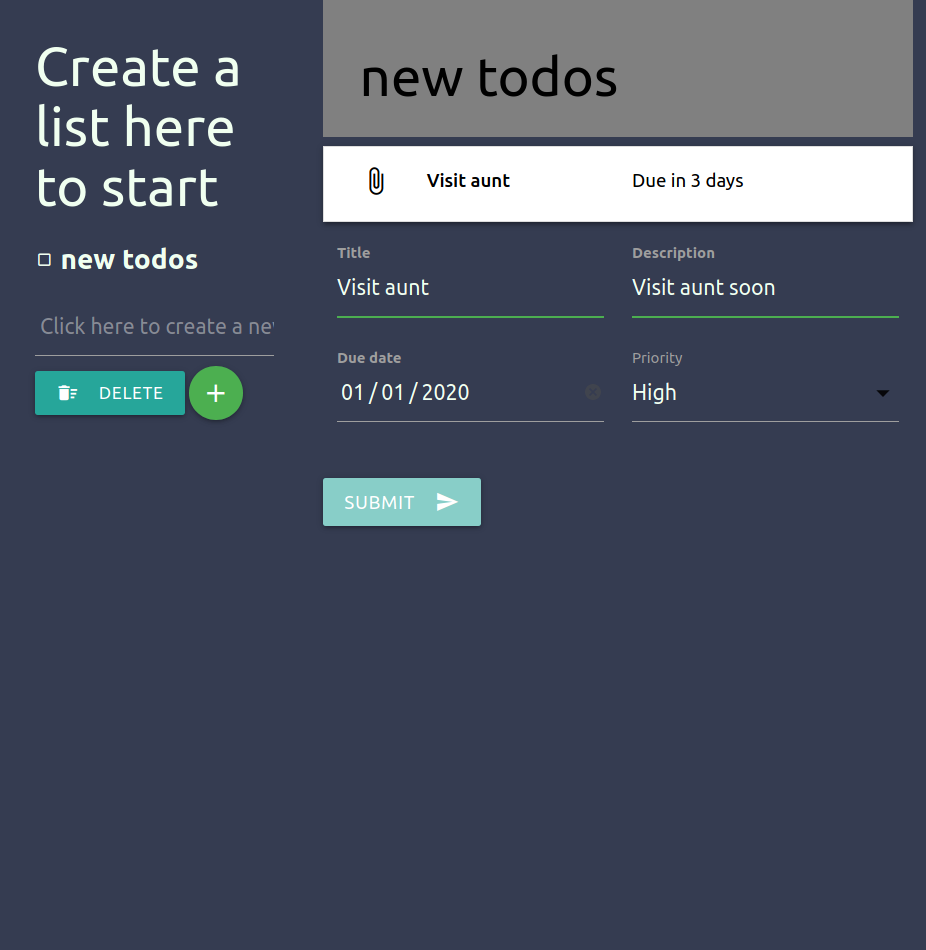 Create a
list here
to start
new todos
Click here to create a ne
DELETE
new todos
Visit aunt Due in 3 days
Title Description
Visit aunt Visit aunt soon
Due date Priority
01/01/2020 High
SUBMIT